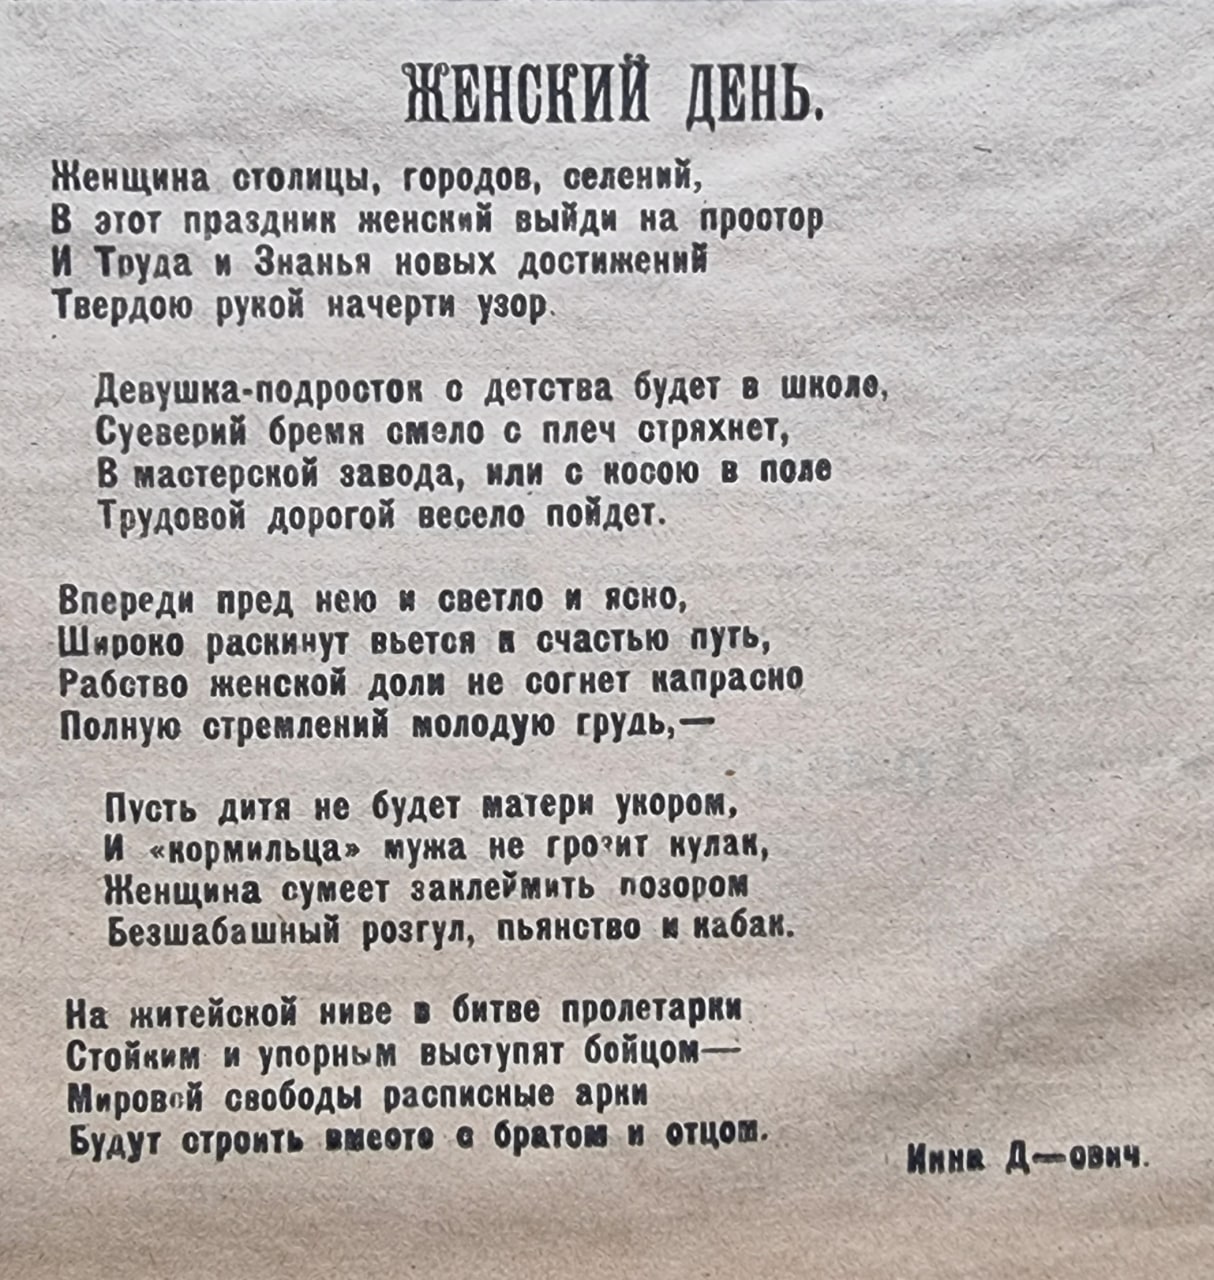 ЖЕНСКИЙ ДЕНЬ.
Женщина столицы, городов, селений,
В этот праздник женский выйди на простор
И Труда и Знанья новых достижений
Твердою рукой начерти узор.
Девушка-подросток с детства будет в школе,
Суеверий бремя смело с плеч стряхнет,
В мастерской завода, или с косою в поле
Трудовой дорогой весело пойдет.
Впереди пред нею и светло и ясно,
Широко раскинут вьется к счастью путь,
Рабство женской доли не согнет напрасно
Полную стремлений молодую грудь,—
Пусть дитя не будет матери укором,
И «кормильца» мужа не грозит кулак,
Женщина сумеет заклеймить позором
Безшабашный розгул, пьянство и кабак.
На житейской ниве в битве пролетарки
Стойким и упорным выступят бойцом—
Мировой свободы расписные арки
Будут строить вместе с братом и отцом.
Инна Д—ович.